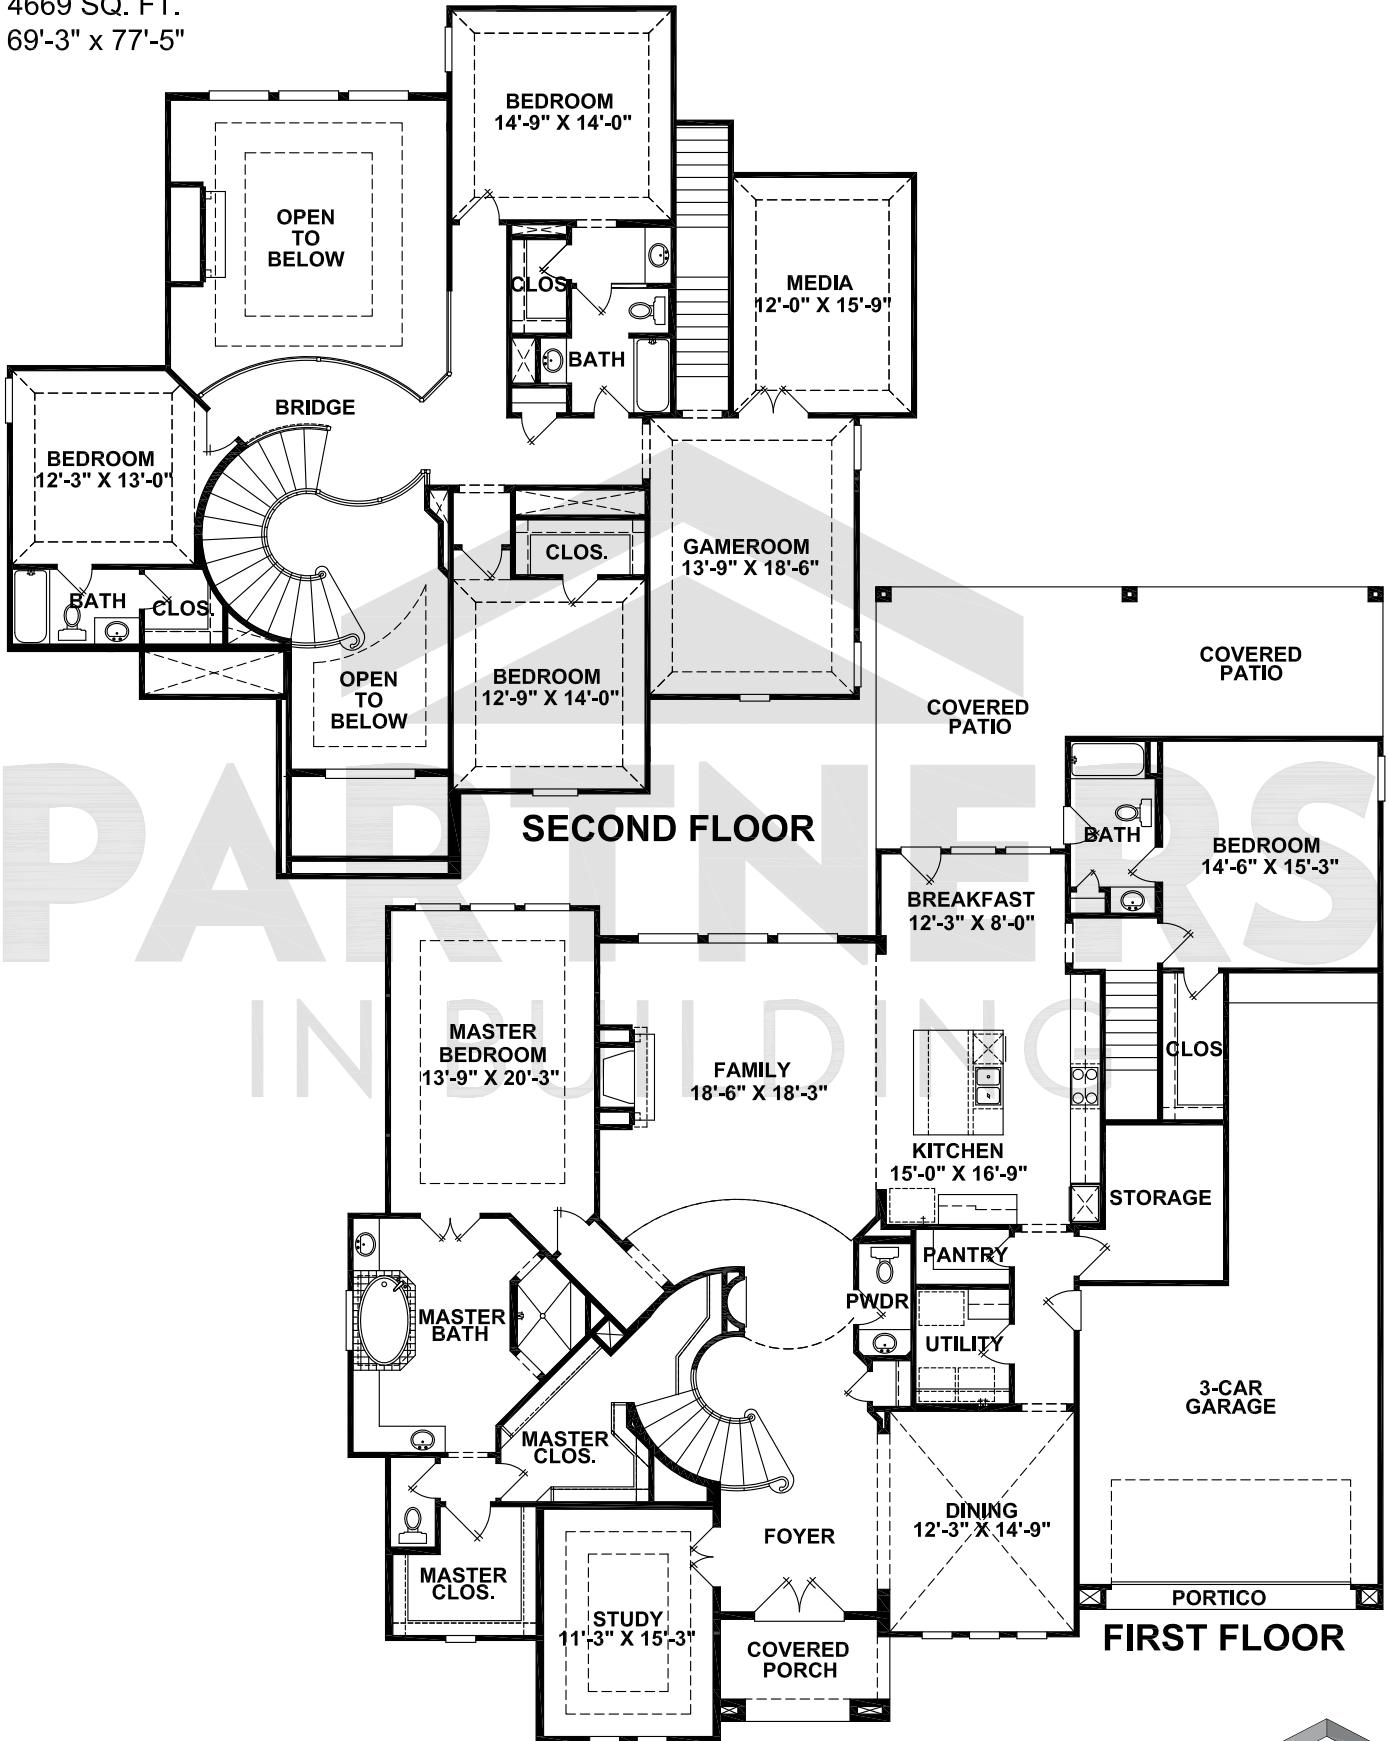 4669 SQ. FT.
69'-3" x 77'-5"
BEDROOM
14'-9" X 14'-0"
OPEN
TO
BELOW
CLOS
MEDIA
12'-0" X 15'-9"
BATH
BRIDGE
BEDROOM
12'-3" X 13'-0"
CLOS.
GAMEROOM
13'-9" X 18'-6"
BATH
CLOS.
OPEN
TO
BELOW
BEDROOM
12'-9" X 14'-0"
COVERED
PATIO
COVERED
PATIO
SECOND FLOOR
PARTNERS
IN BUILDING
BATH
BEDROOM
14'-6" X 15'-3"
BREAKFAST
12'-3" X 8'-0"
MASTER
BEDROOM
13'-9" X 20'-3"
FAMILY
18'-6" X 18'-3"
CLOS
KITCHEN
15'-0" X 16'-9"
STORAGE
PANTRY
PWDR
MASTER
BATH
UTILITY
3-CAR
GARAGE
MASTER
CLOS.
DINING
12'-3" X 14'-9"
FOYER
MASTER
CLOS.
STUDY
11'-3" X 15'-3"
PORTICO
COVERED
PORCH
FIRST FLOOR